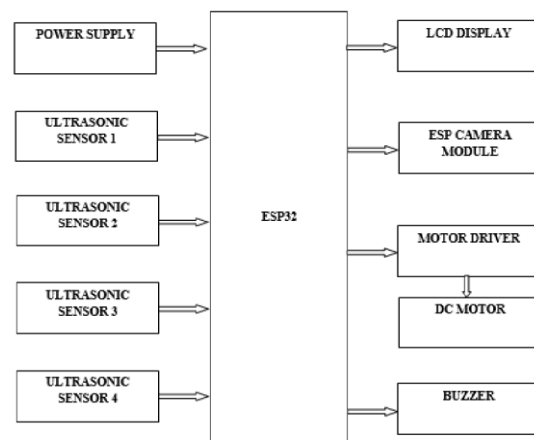 POWER SUPPLY
ULTRASONIC
SENSOR 1
ULTRASONIC
SENSOR 2
ULTRASONIC
SENSOR 3
ULTRASONIC
SENSOR 4
ESP32
LCD DISPLAY
ESP CAMERA
MODULE
MOTOR DRIVER
DC MOTOR
BUZZER